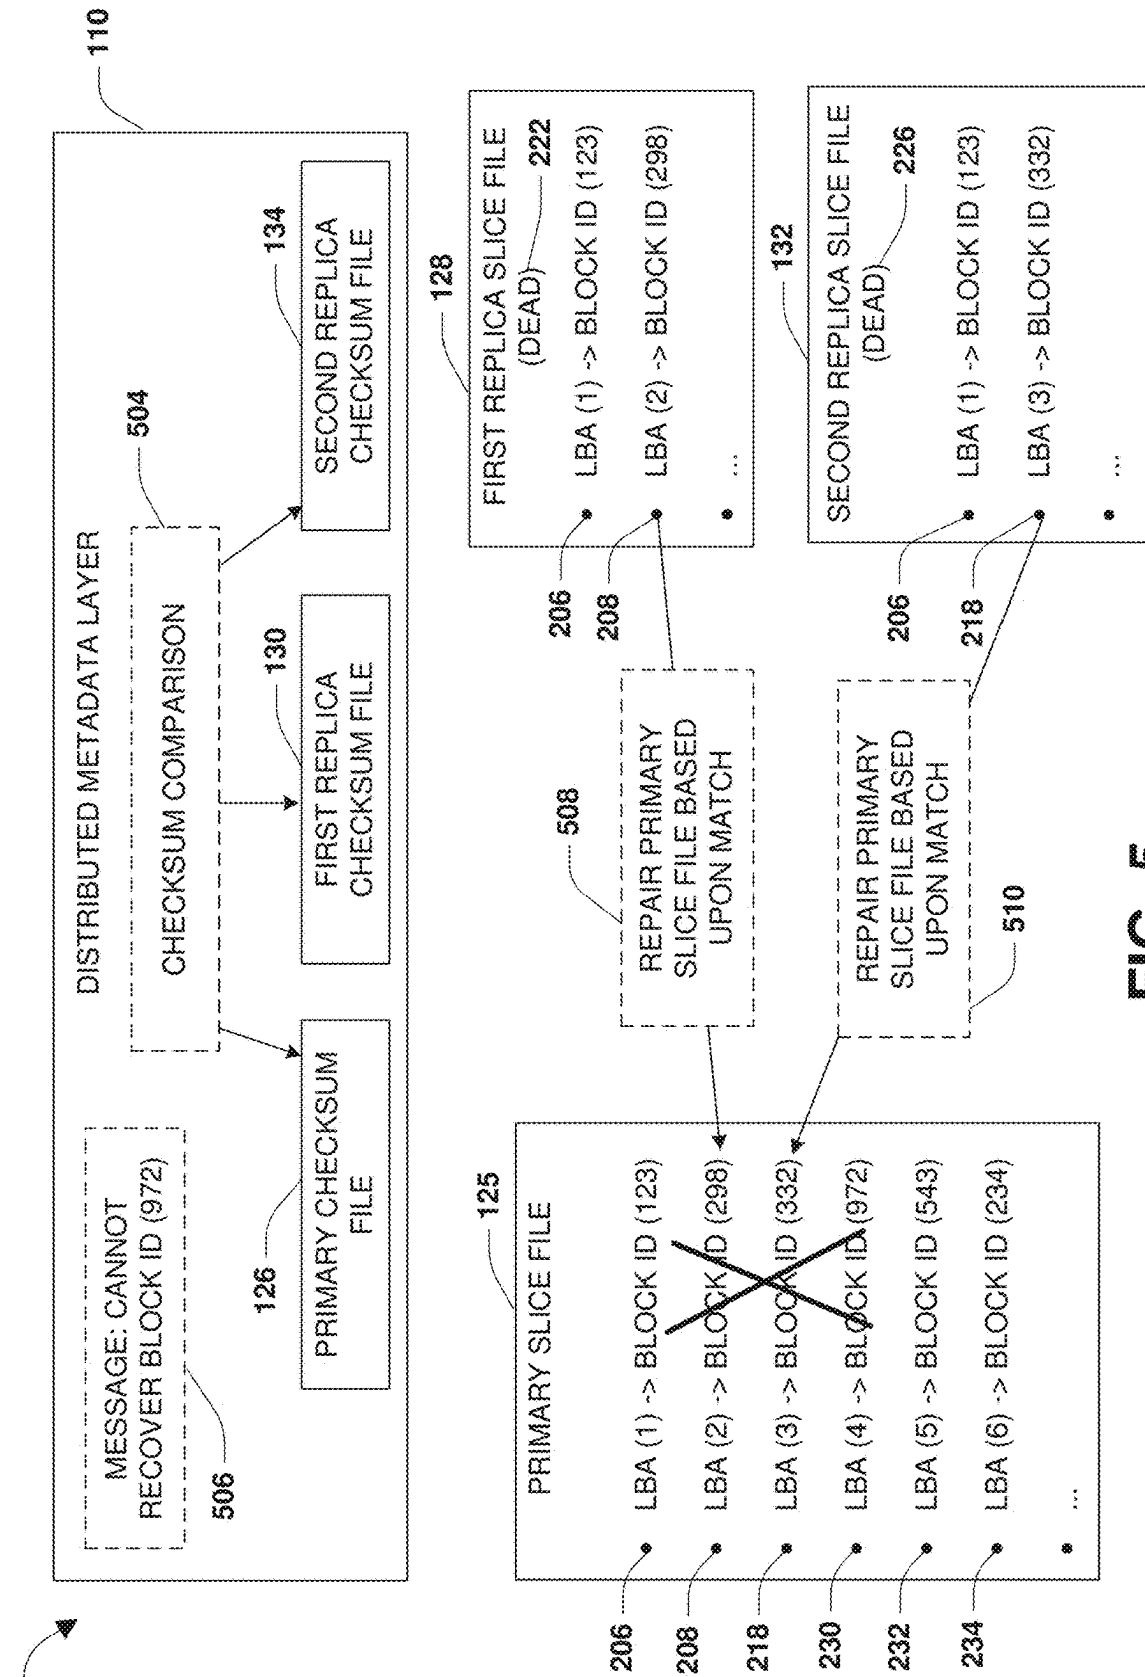 110
DISTRIBUTED METADATA LAYER
MESSAGE: CANNOT
RECOVER BLOCK ID (972)
506
CHECKSUM COMPARISON
504
126
PRIMARY CHECKSUM
FILE
130
FIRST REPLICA
CHECKSUM FILE
134
SECOND REPLICA
CHECKSUM FILE
125
PRIMARY SLICE FILE
206
LBA (1) -> BLOCK ID (123)
208
LBA (2) -> BLOCK ID (298)
218
LBA (3) -> BLOCK ID (332)
230
LBA (4) -> BLOCK ID (972)
232
LBA (5) -> BLOCK ID (543)
234
LBA (6) -> BLOCK ID (234)
...
508
REPAIR PRIMARY
SLICE FILE BASED
UPON MATCH
REPAIR PRIMARY
SLICE FILE BASED
UPON MATCH
510
128
FIRST REPLICA SLICE FILE
(DEAD)
222
206
LBA (1) -> BLOCK ID (123)
208
LBA (2) -> BLOCK ID (298)
...
132
SECOND REPLICA SLICE FILE
(DEAD)
226
206
LBA (1) -> BLOCK ID (123)
218
LBA (3) -> BLOCK ID (332)
...